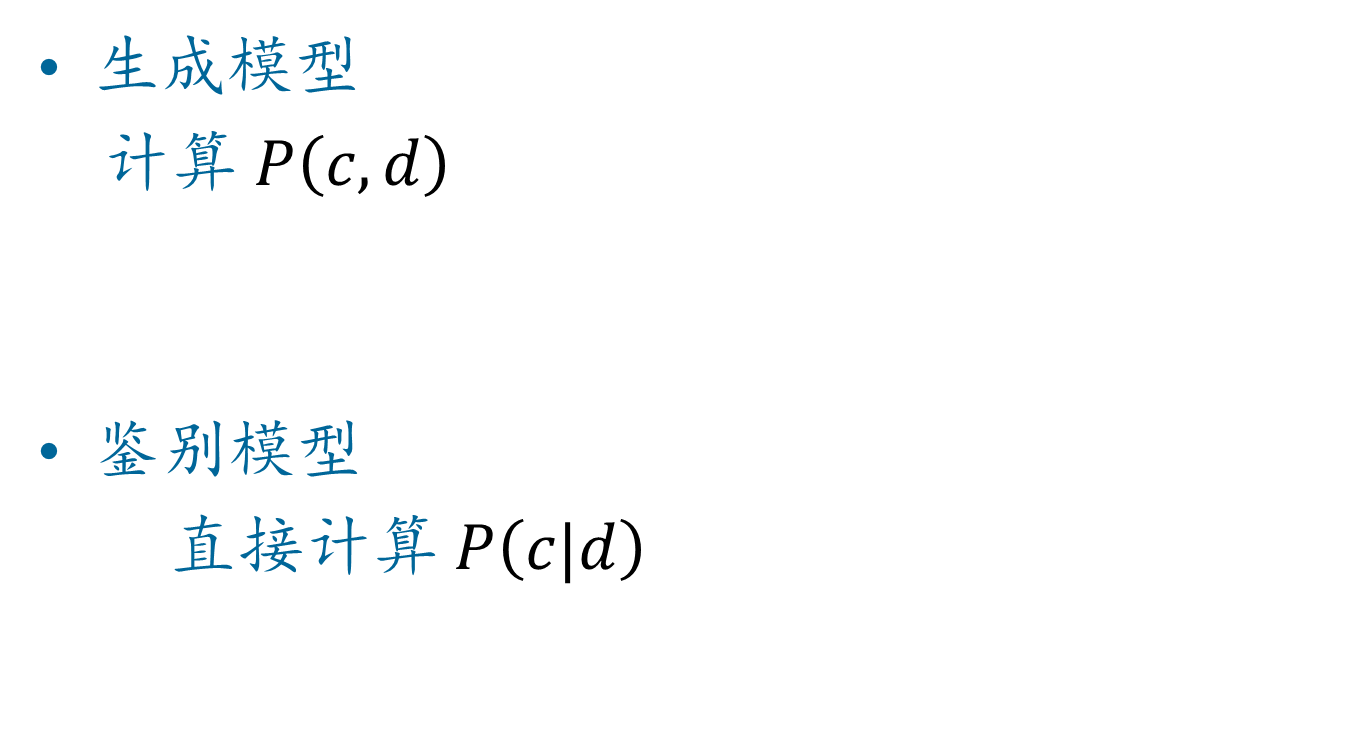 • 生成模型
计算 P(c,d)
• 鉴别模型
直接计算 P(c|d)